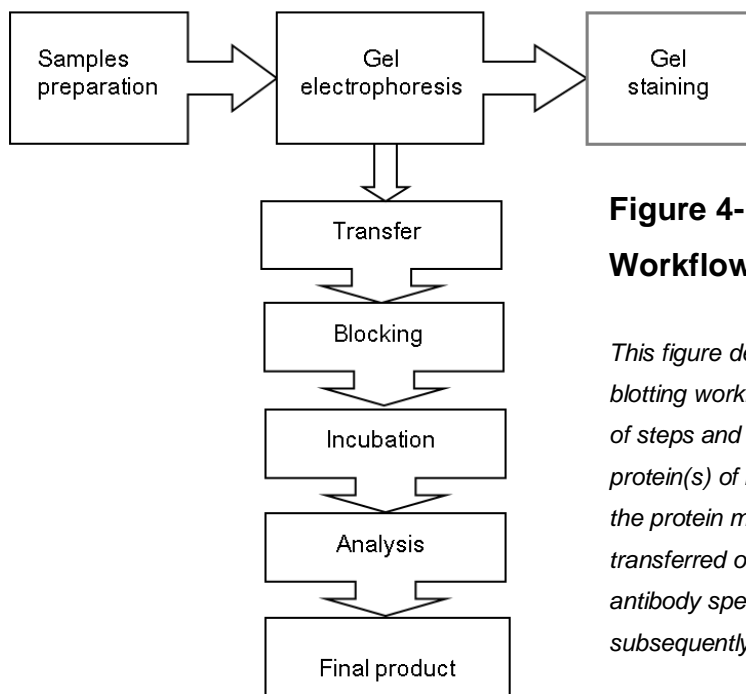 Samples
preparation
Gel
electrophoresis
Gel
staining
Transfer
Blocking
Incubation
Analysis
Final product
Figure 4-
Workflow
This figure de
blotting work
of steps and
protein(s) of
the protein m
transferred o
antibody spe
subsequently